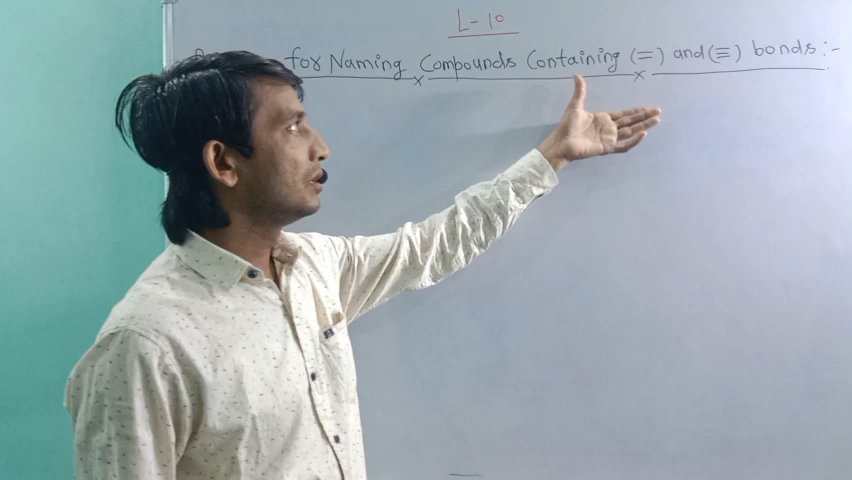 L-10
for Naming Compounds Containing (=) and (≡) bonds :-